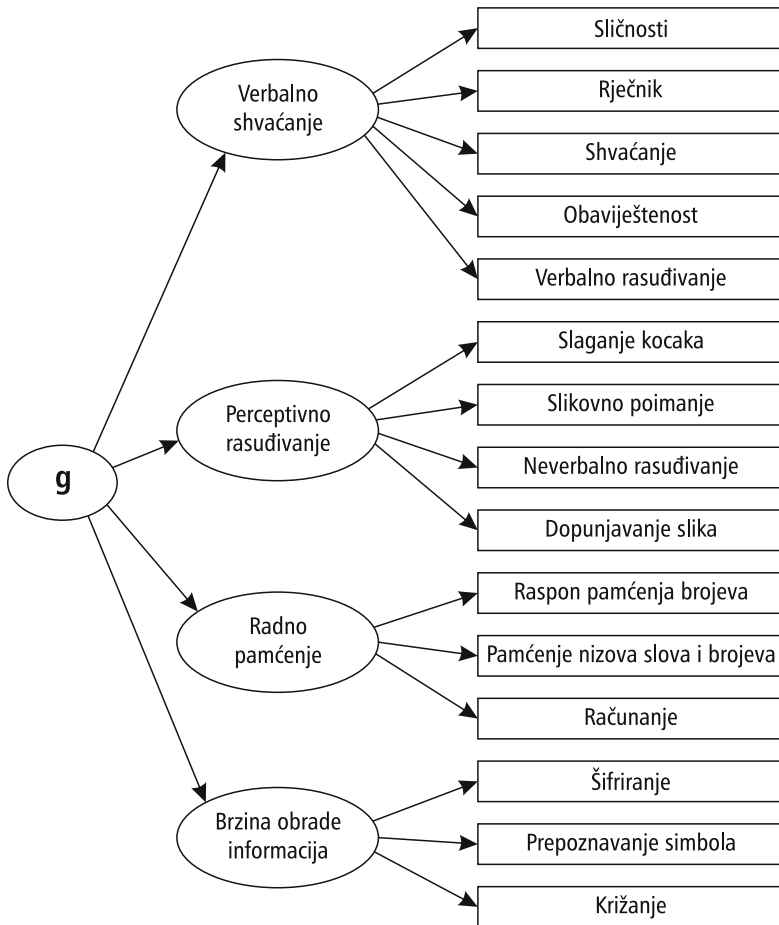 g
Verbalno
shvaćanje
Sličnosti
Rječnik
Shvaćanje
Obaviještenost
Verbalno rasuđivanje
Perceptivno
rasuđivanje
Slaganje kocaka
Slikovno poimanje
Neverbalno rasuđivanje
Dopunjavanje slika
Radno
pamćenje
Raspon pamćenja brojeva
Pamćenje nizova slova i brojeva
Računanje
Brzina obrade
informacija
Šifriranje
Prepoznavanje simbola
Križanje